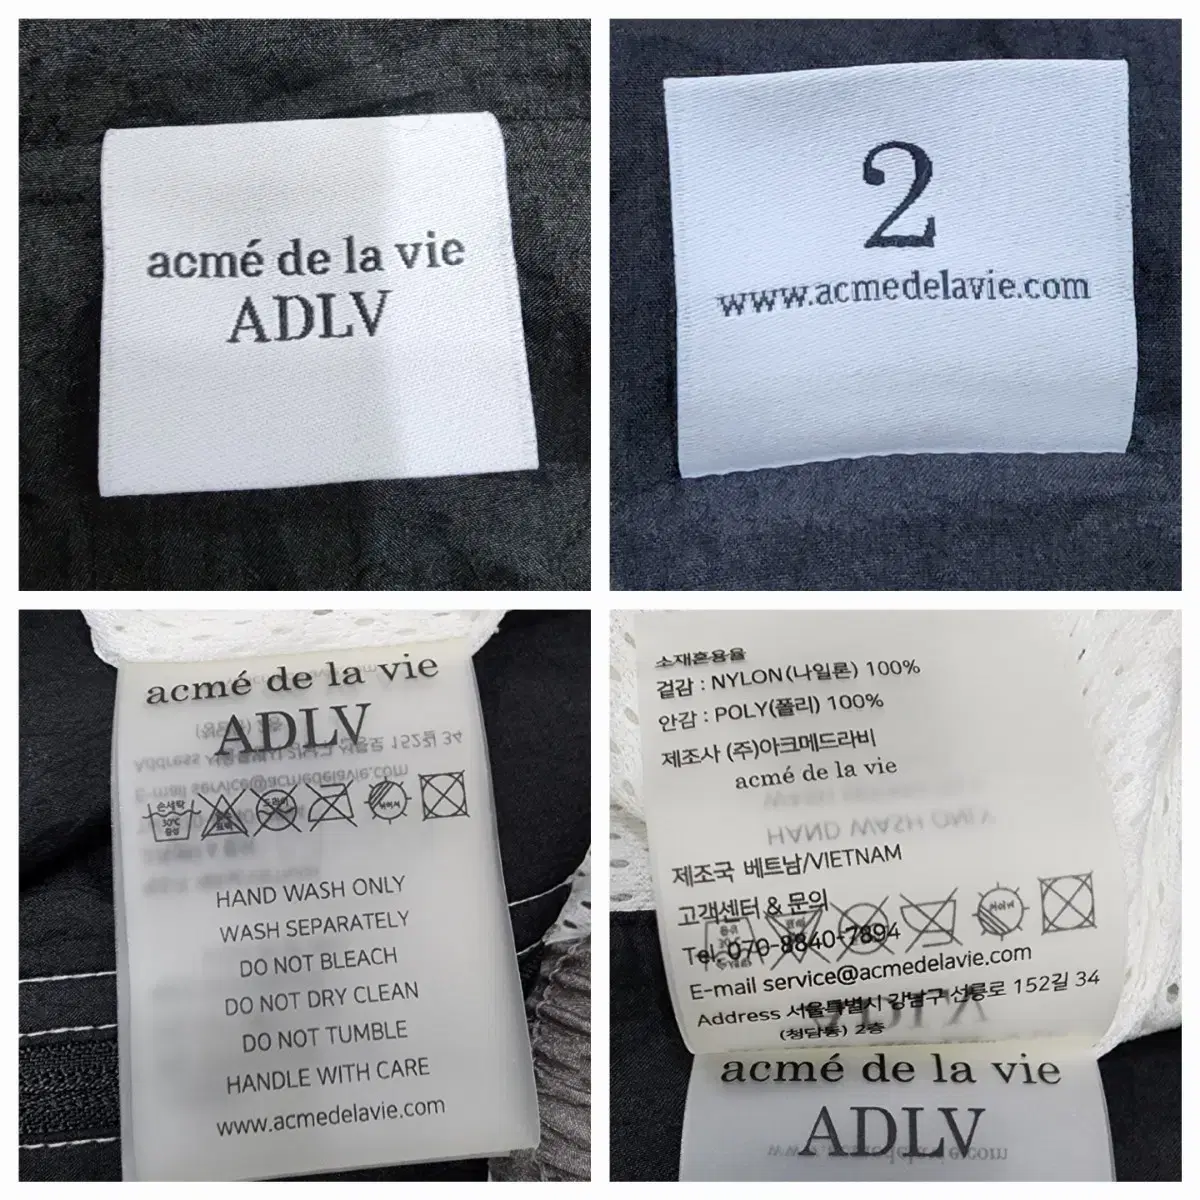 acmé de la vie
ADLV
2
www.acmedelavie.com
acmé de la vie
ADLV
손세탁
30℃
중성
HAND WASH ONLY
WASH SEPARATELY
DO NOT BLEACH
DO NOT DRY CLEAN
DO NOT TUMBLE
HANDLE WITH CARE
www.acmedelavie.com
소재혼용율
겉감 : NYLON(나일론) 100%
안감 : POLY(폴리) 100%
제조사 (주)아크메드라비
acmé de la vie
제조국 베트남/VIETNAM
고객센터 & 문의
Tel. 070-8840-7894
E-mail service@acmedelavie.com
Address 서울특별시 강남구 선릉로 152길 34
(청담동) 2층
acmé de la vie
ADLV